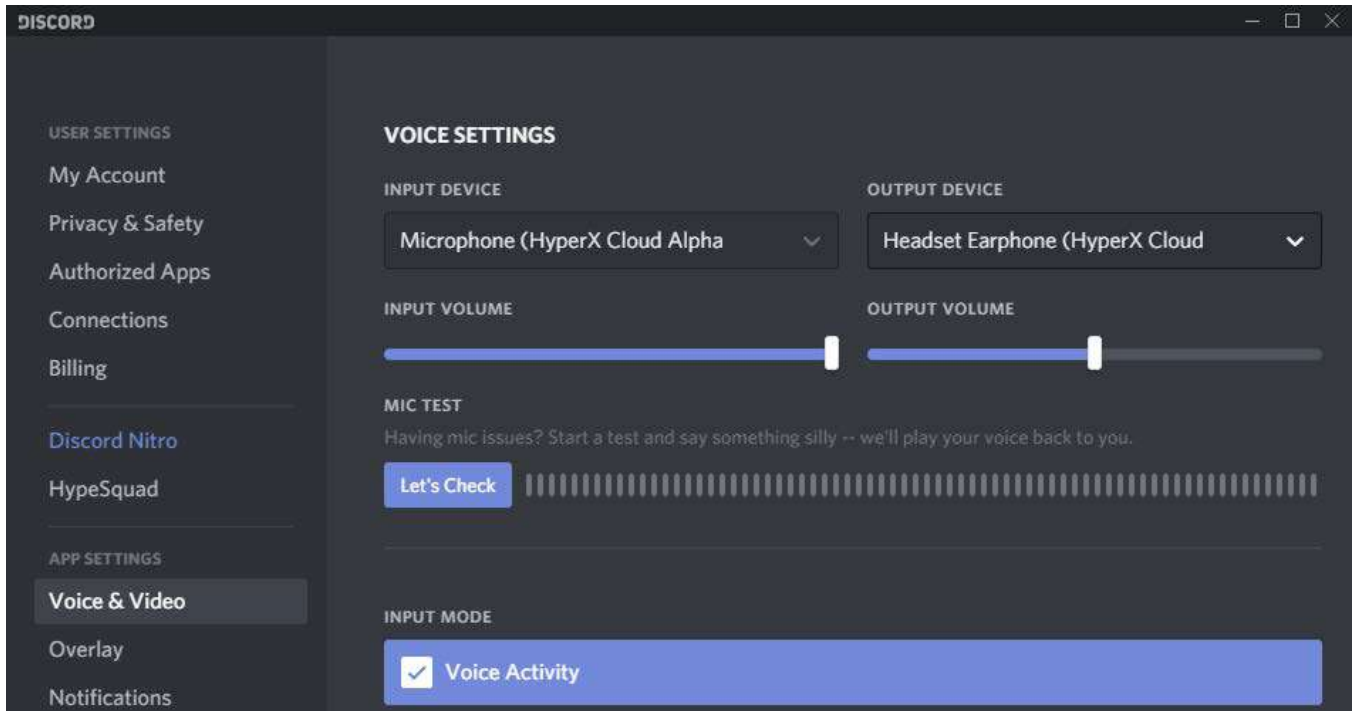 DISCORD
USER SETTINGS
My Account
Privacy & Safety
Authorized Apps
Connections
Billing
Discord Nitro
HypeSquad
APP SETTINGS
Voice & Video
Overlay
Notifications
VOICE SETTINGS
INPUT DEVICE
Microphone (HyperX Cloud Alpha
OUTPUT DEVICE
Headset Earphone (HyperX Cloud
INPUT VOLUME
OUTPUT VOLUME
MIC TEST
Having mic issues? Start a test and say something silly -- we'll play your voice back to you.
Let's Check
INPUT MODE
Voice Activity